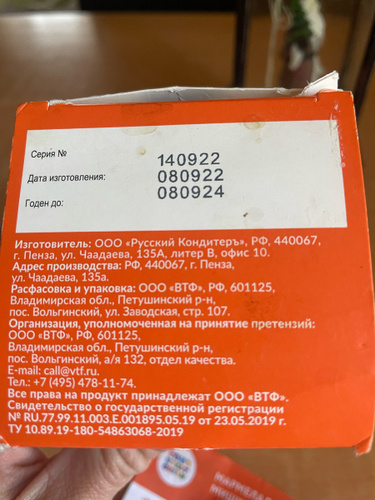 Серия № 140922
Дата изготовления: 080922
Годен до: 080924
Изготовитель: ООО «Русский Кондитеръ», РФ, 440067,
г. Пенза, ул. Чаадаева, 135А, литер В, офис 10.
Адрес производства: РФ, 440067, г. Пенза,
ул. Чаадаева, 135а.
Расфасовка и упаковка: ООО «ВТФ», РФ, 601125,
Владимирская обл., Петушинский р-н,
пос. Вольгинский, ул. Заводская, стр. 107.
Организация, уполномоченная на принятие претензий:
ООО «ВТФ», РФ, 601125,
Владимирская обл., Петушинский р-н,
пос. Вольгинский, а/я 132, отдел качества.
E-mail: call@vtf.ru.
Тел.: +7 (495) 478-11-74.
Все права на продукт принадлежат ООО «ВТФ».
Свидетельство о государственной регистрации
№ RU.77.99.11.003.E.001895.05.19 от 23.05.2019 г.
ТУ 10.89.19-180-54863068-2019